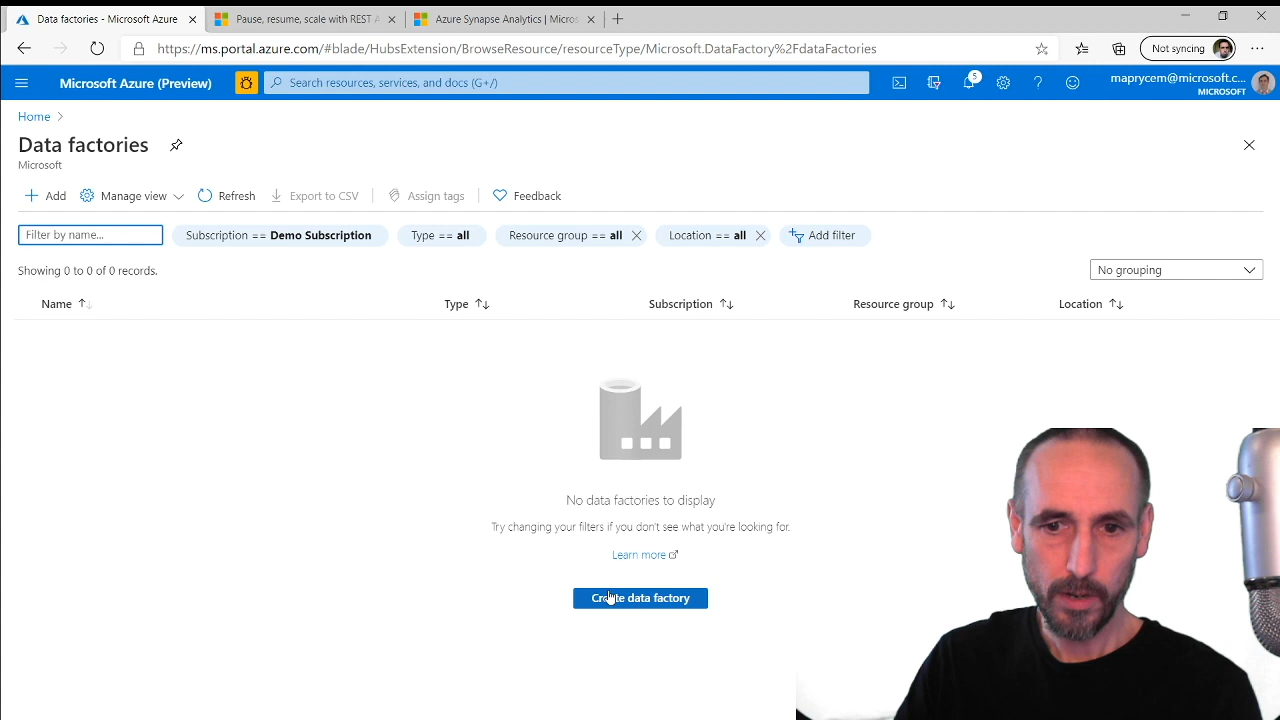 Data factories - Microsoft Azure
Pause, resume, scale with REST A
Azure Synapse Analytics | Micros
https://ms.portal.azure.com/#blade/HubsExtension/BrowseResource/resourceType/Microsoft.DataFactory%2FdataFactories
Not syncing
Microsoft Azure (Preview)
Search resources, services, and docs (G+/)
5
maprycem@microsoft.c...
MICROSOFT
Home
Data factories
Microsoft
Add
Manage view
Refresh
Export to CSV
Assign tags
Feedback
Filter by name...
Subscription == Demo Subscription
Type == all
Resource group == all
Location == all
Add filter
Showing 0 to 0 of 0 records.
No grouping
Name
Type
Subscription
Resource group
Location
No data factories to display
Try changing your filters if you don't see what you're looking for.
Learn more
Create data factory